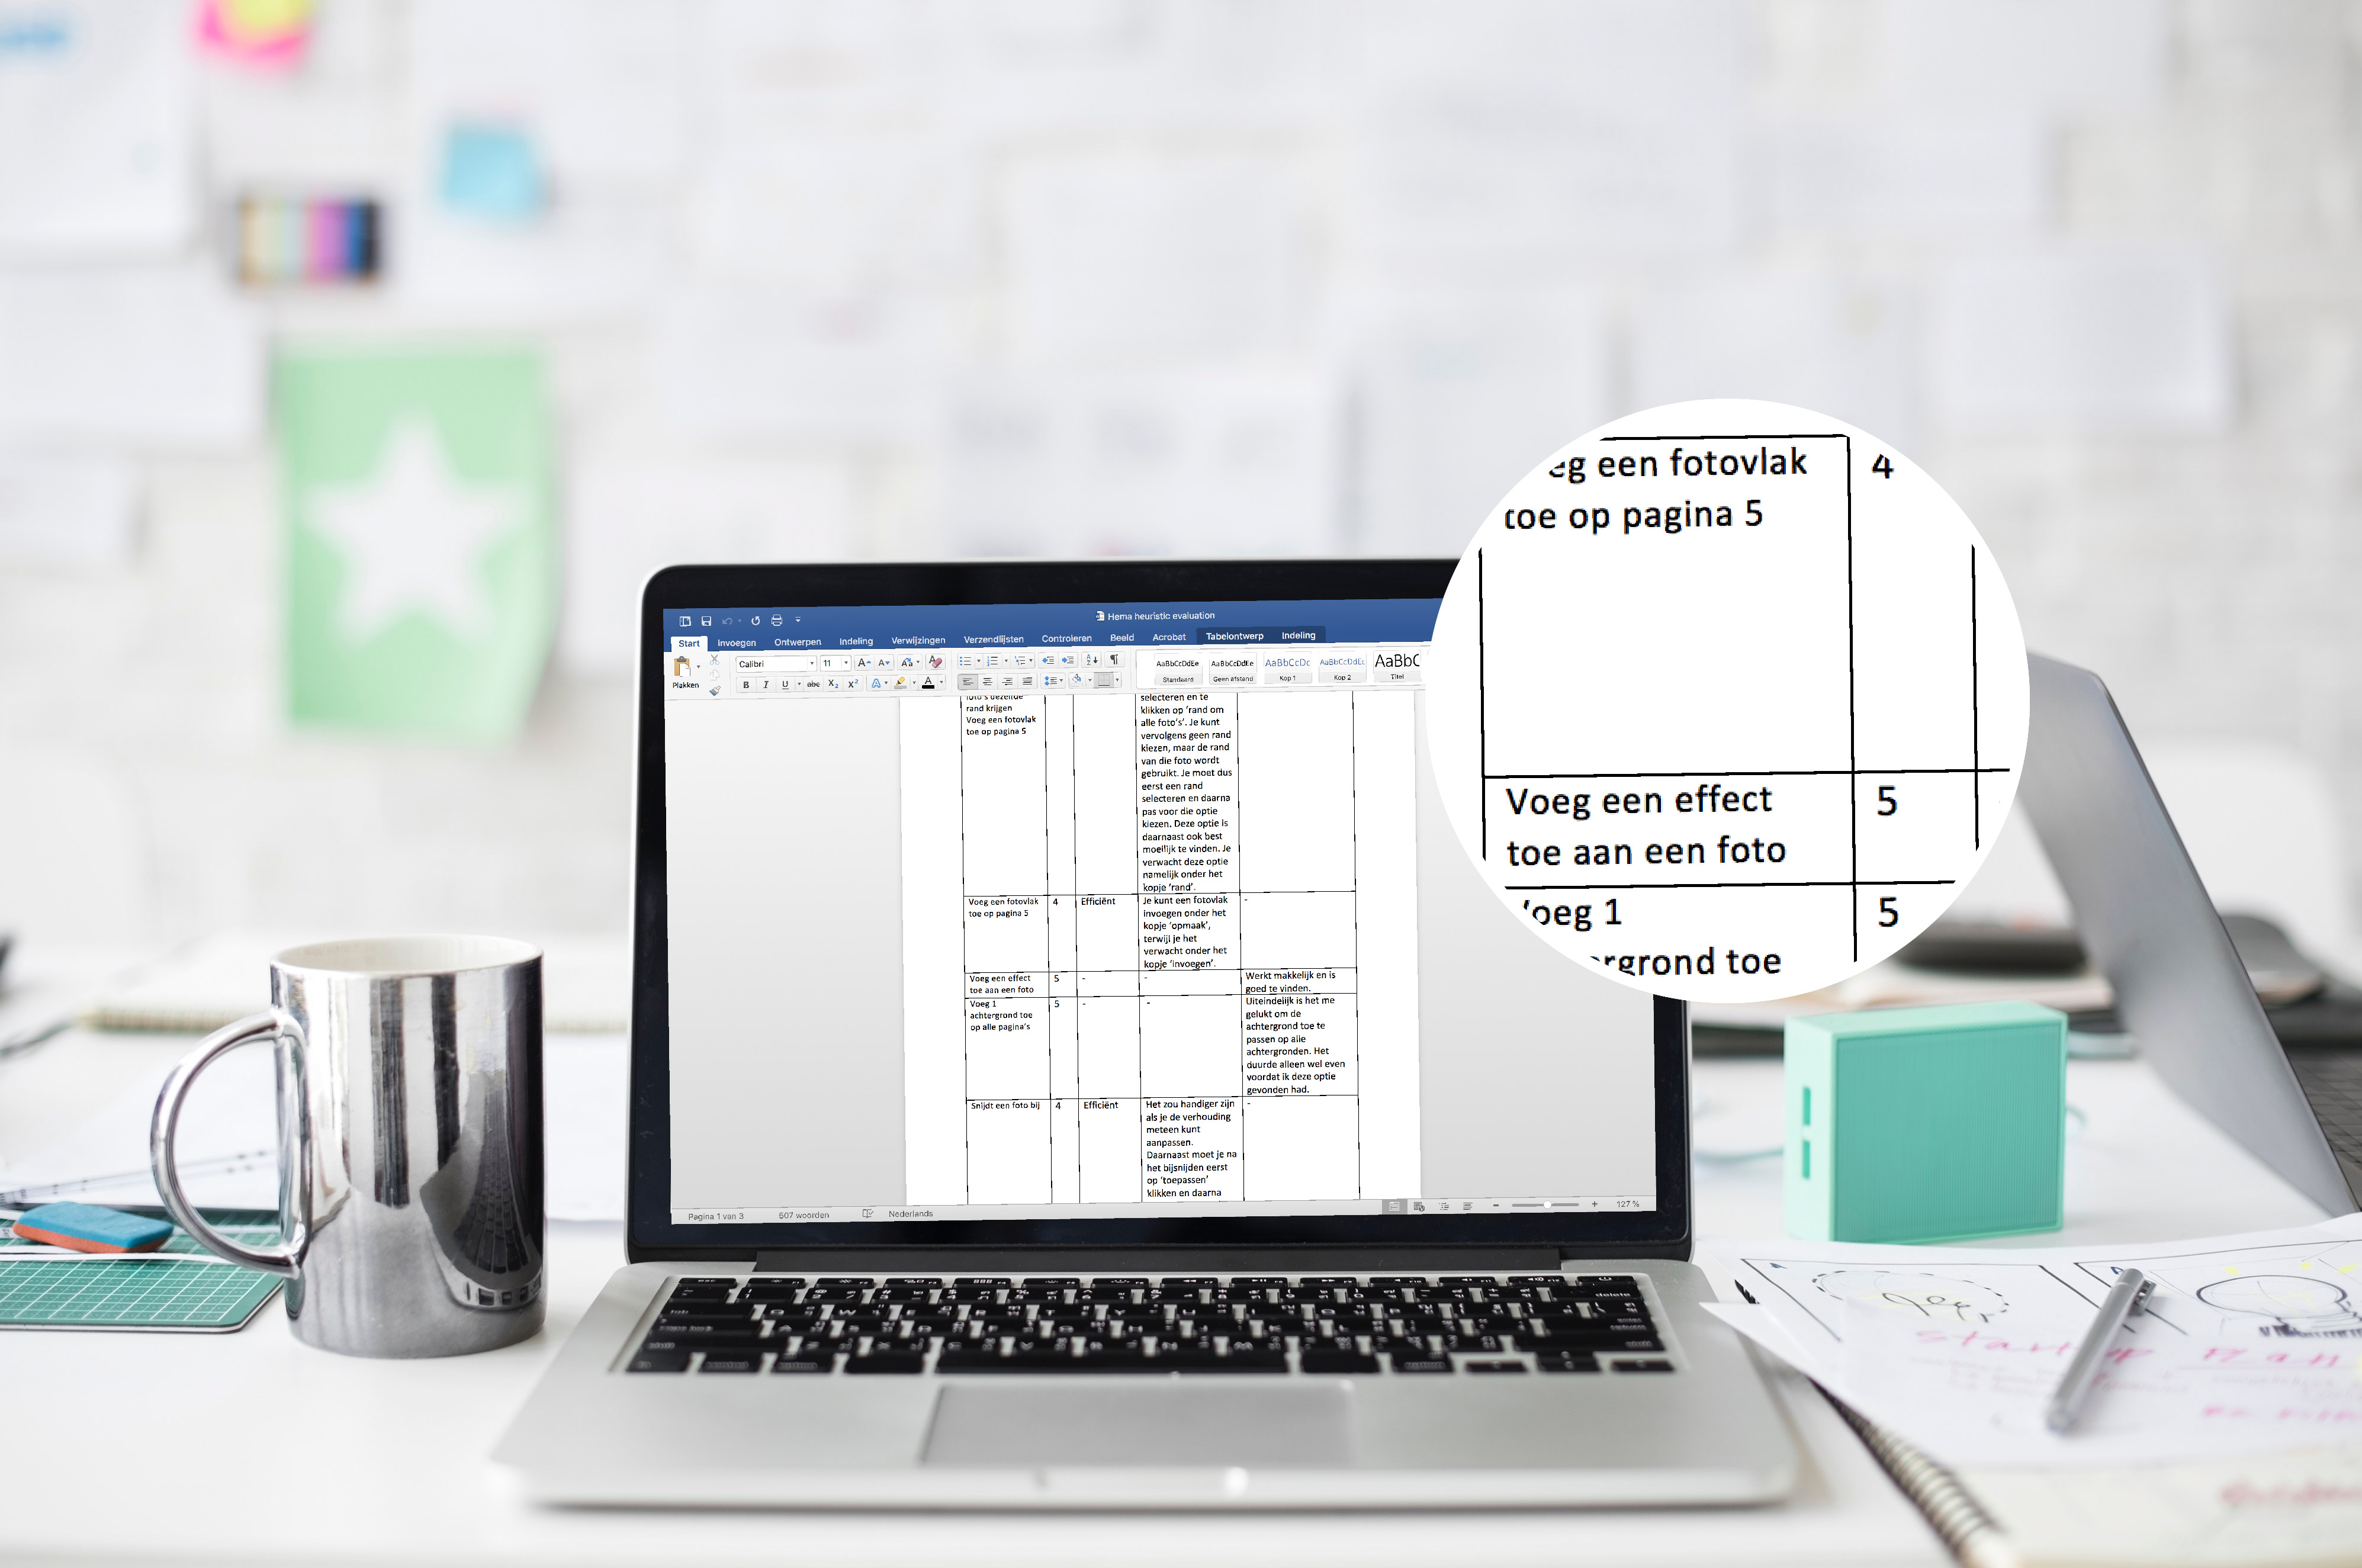 Hema heuristic evaluation
Start Invoegen Ontwerpen Indeling Verwijzingen Verzendlijsten Controleren Beeld Acrobat Tabelontwerp Indeling
Plakken
Calibri 11
B I U abc X₂ X²
AaBbCcDdEe AaBbCcDdEe AaBbCcDc AaBbCcDdEc AaBbC
Standaard Geen afstand Kop 1 Kop 2 Titel
foto's dezelfde
rand krijgen
Voeg een fotovlak
toe op pagina 5
selecteren en te
klikken op 'rand om
alle foto's'. Je kunt
vervolgens geen rand
kiezen, maar de rand
van die foto wordt
gebruikt. Je moet dus
eerst een rand
selecteren en daarna
pas voor die optie
kiezen. Deze optie is
daarnaast ook best
moeilijk te vinden. Je
verwacht deze optie
namelijk onder het
kopje 'rand'.
Voeg een fotovlak
toe op pagina 5
4
Efficiënt
Je kunt een fotovlak
invoegen onder het
kopje 'opmaak',
terwijl je het
verwacht onder het
kopje 'invoegen'.
-
Voeg een effect
toe aan een foto
5
-
-
Werkt makkelijk en is
goed te vinden.
Voeg 1
achtergrond toe
op alle pagina's
5
-
-
Uiteindelijk is het me
gelukt om de
achtergrond toe te
passen op alle
achtergronden. Het
duurde alleen wel even
voordat ik deze optie
gevonden had.
Snijdt een foto bij
4
Efficiënt
Het zou handiger zijn
als je de verhouding
meteen kunt
aanpassen.
Daarnaast moet je na
het bijsnijden eerst
op 'toepassen'
klikken en daarna
-
Pagina 1 van 3 607 woorden Nederlands 127 %
eg een fotovlak 4
toe op pagina 5
Voeg een effect 5
toe aan een foto
Voeg 1 5
rgrond toe